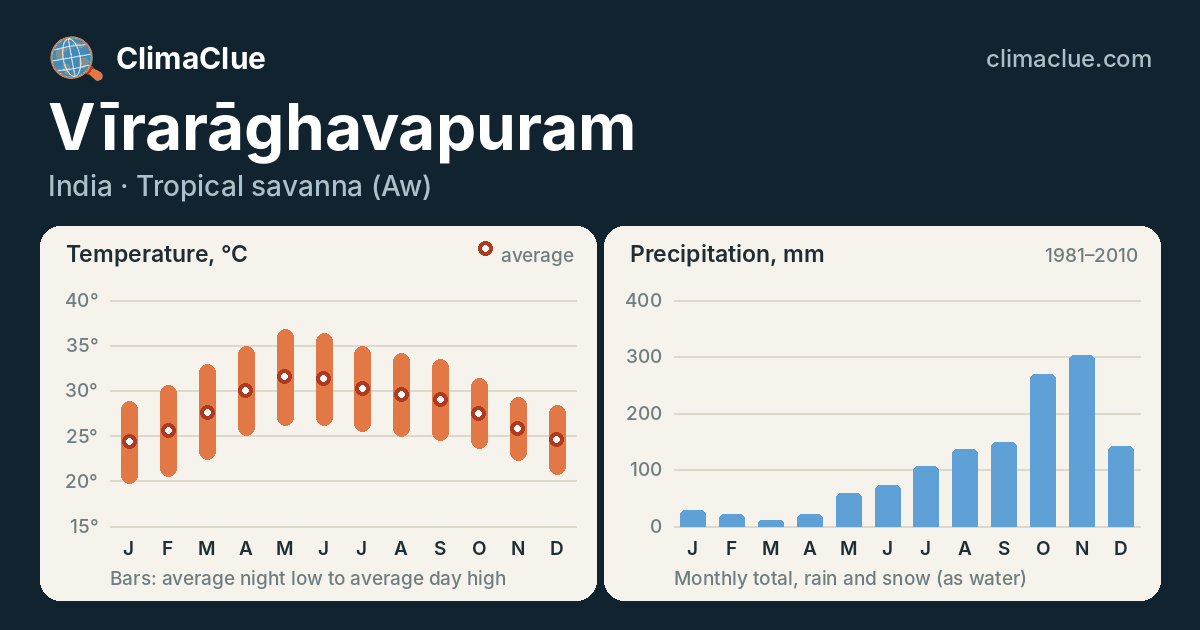 ClimaClue
climaclue.com
Vīrarāghavapuram
India · Tropical savanna (Aw)
Temperature, °C
average
40°
35°
30°
25°
20°
15°
J F M A M J J A S O N D
Bars: average night low to average day high
Precipitation, mm
1981–2010
400
300
200
100
0
J F M A M J J A S O N D
Monthly total, rain and snow (as water)